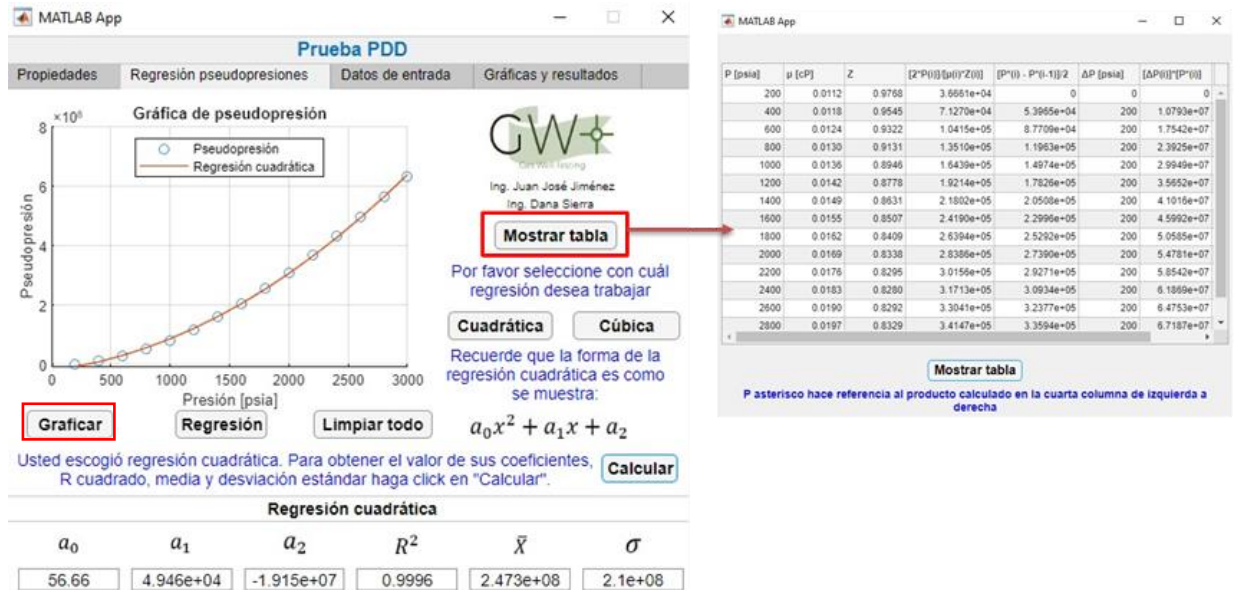 MATLAB App
Prueba PDD
Propiedades Regresión pseudopresiones Datos de entrada Gráficas y resultados
×10⁸ Gráfica de pseudopresión
Pseudopresión
Regresión cuadrática
8
6
4
2
0
Pseudopresión
0 500 1000 1500 2000 2500 3000
Presión [psia]
GW
Get Well testing
Ing. Juan José Jiménez
Ing. Dana Sierra
Mostrar tabla
Por favor seleccione con cuál
regresión desea trabajar
Cuadrática Cúbica
Recuerde que la forma de la
regresión cuadrática es como
se muestra:
a₀x² + a₁x + a₂
Graficar Regresión Limpiar todo
Usted escogió regresión cuadrática. Para obtener el valor de sus coeficientes,
R cuadrado, media y desviación estándar haga click en "Calcular".
Calcular
Regresión cuadrática
a₀ a₁ a₂ R² X̄ σ
56.66 4.946e+04 -1.915e+07 0.9996 2.473e+08 2.1e+08
MATLAB App
P [psia] μ [cP] Z [2*P(i)]/[μ(i)*Z(i)] [P*(i) - P*(i-1)]/2 ΔP [psia] [ΔP(i)]*[P*(i)]
200 0.0112 0.9768 3.6661e+04 0 0 0
400 0.0118 0.9545 7.1270e+04 5.3965e+04 200 1.0793e+07
600 0.0124 0.9322 1.0415e+05 8.7709e+04 200 1.7542e+07
800 0.0130 0.9131 1.3510e+05 1.1963e+05 200 2.3925e+07
1000 0.0136 0.8946 1.6439e+05 1.4974e+05 200 2.9949e+07
1200 0.0142 0.8778 1.9214e+05 1.7826e+05 200 3.5652e+07
1400 0.0149 0.8631 2.1802e+05 2.0508e+05 200 4.1016e+07
1600 0.0155 0.8507 2.4190e+05 2.2996e+05 200 4.5992e+07
1800 0.0162 0.8409 2.6394e+05 2.5292e+05 200 5.0585e+07
2000 0.0169 0.8338 2.8386e+05 2.7390e+05 200 5.4781e+07
2200 0.0176 0.8295 3.0156e+05 2.9271e+05 200 5.8542e+07
2400 0.0183 0.8280 3.1713e+05 3.0934e+05 200 6.1869e+07
2600 0.0190 0.8292 3.3041e+05 3.2377e+05 200 6.4753e+07
2800 0.0197 0.8329 3.4147e+05 3.3594e+05 200 6.7187e+07
Mostrar tabla
P asterisco hace referencia al producto calculado en la cuarta columna de izquierda a
derecha